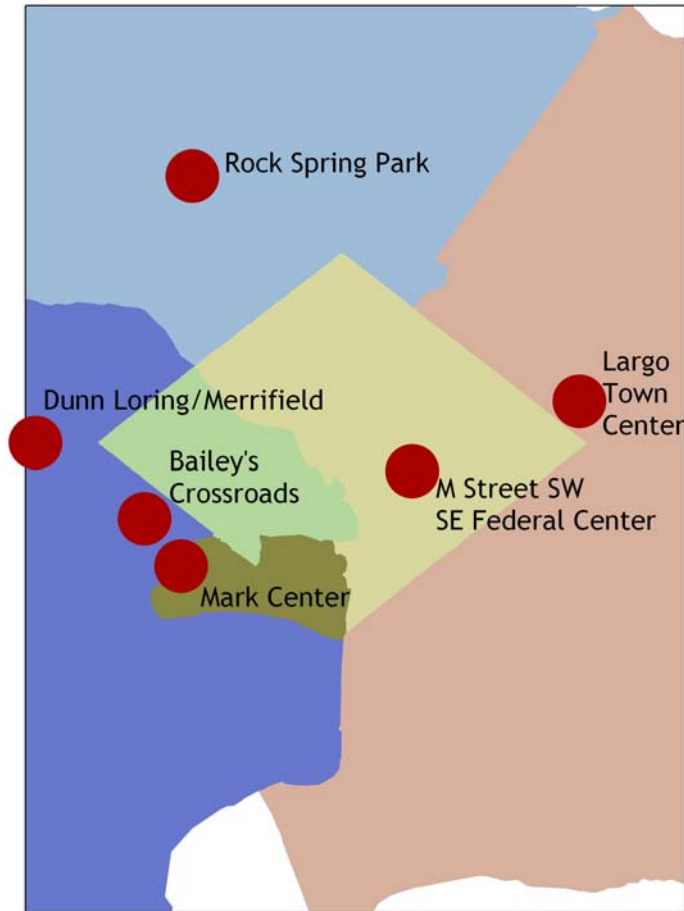 Rock Spring Park
Largo
Town
Center
Dunn Loring/Merrifield
Bailey's
Crossroads
M Street SW
SE Federal Center
Mark Center